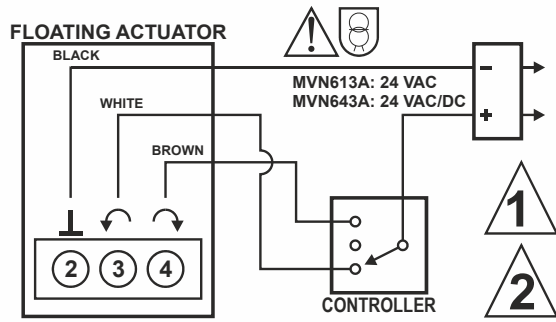 FLOATING ACTUATOR
BLACK
−
MVN613A: 24 VAC
MVN643A: 24 VAC/DC
+
WHITE
BROWN
1
2 3 4
2
CONTROLLER